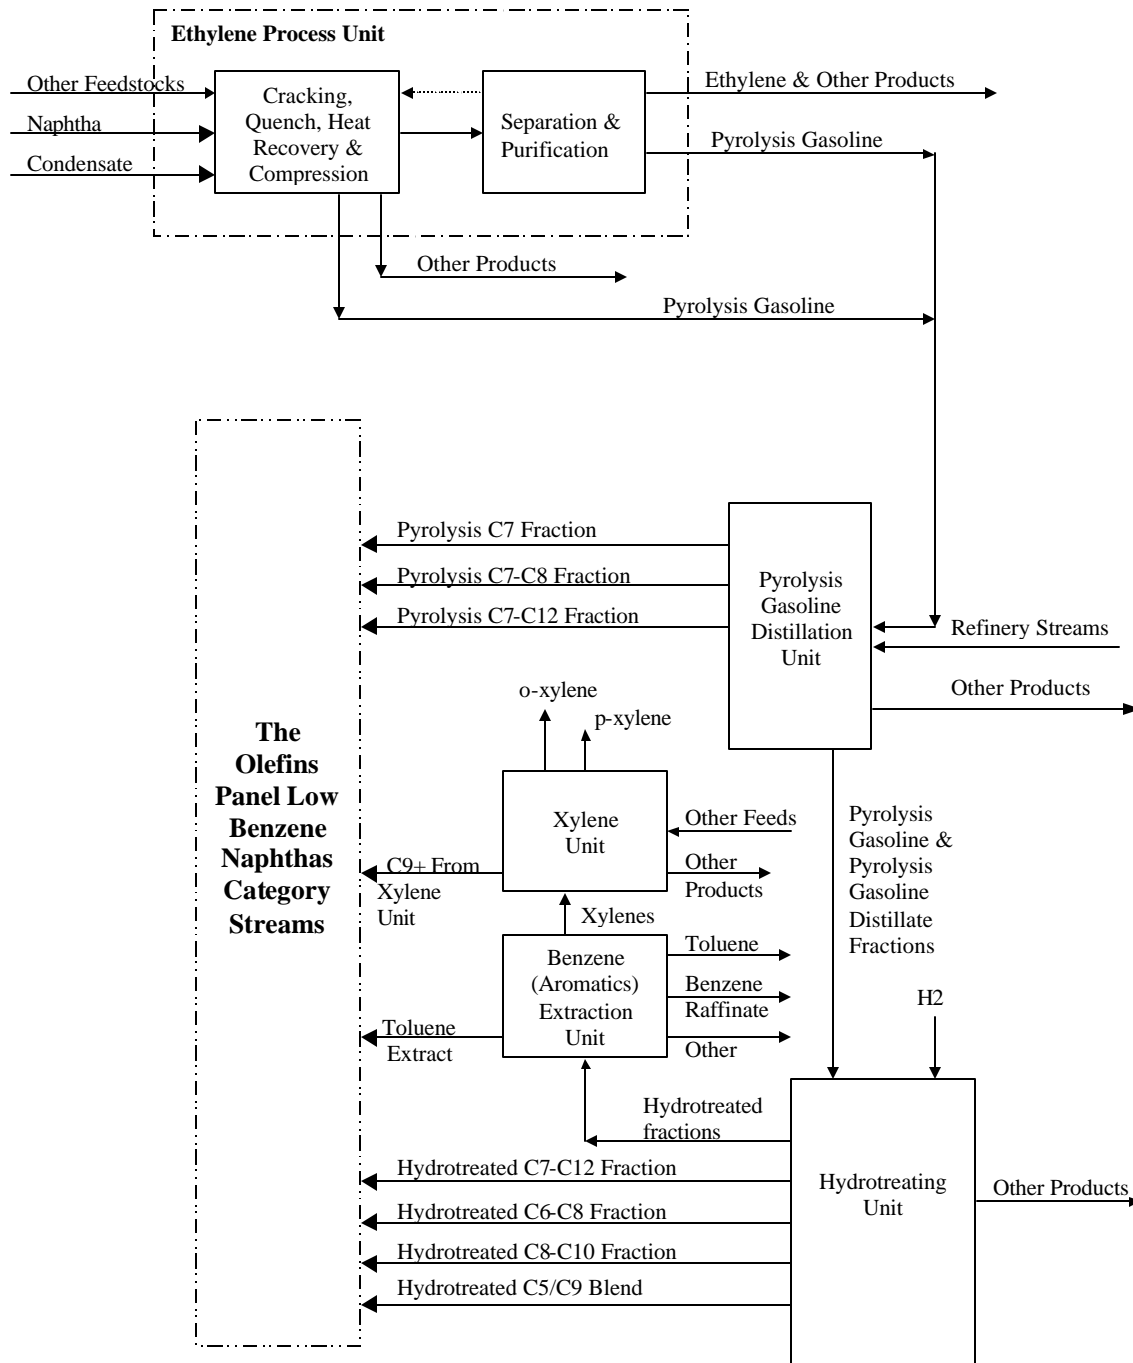 Ethylene Process Unit
Other Feedstocks
Naphtha
Condensate
Cracking,
Quench, Heat
Recovery &
Compression
Separation &
Purification
Ethylene & Other Products
Pyrolysis Gasoline
Other Products
Pyrolysis Gasoline
Pyrolysis C7 Fraction
Pyrolysis C7-C8 Fraction
Pyrolysis C7-C12 Fraction
Pyrolysis
Gasoline
Distillation
Unit
Refinery Streams
Other Products
o-xylene
p-xylene
The
Olefins
Panel Low
Benzene
Naphthas
Category
Streams
Xylene
Unit
Other Feeds
Other
Products
C9+ From
Xylene
Unit
Xylenes
Pyrolysis
Gasoline &
Pyrolysis
Gasoline
Distillate
Fractions
Benzene
(Aromatics)
Extraction
Unit
Toluene
Benzene
Raffinate
Other
Toluene
Extract
H2
Hydrotreated
fractions
Hydrotreated C7-C12 Fraction
Hydrotreated C6-C8 Fraction
Hydrotreated C8-C10 Fraction
Hydrotreated C5/C9 Blend
Hydrotreating
Unit
Other Products